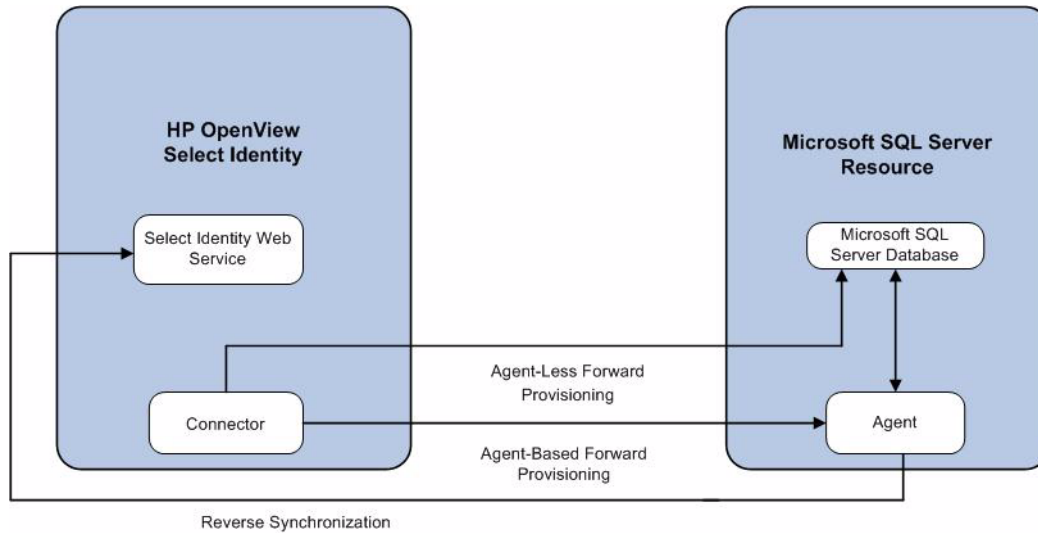 HP OpenView
Select Identity
Microsoft SQL Server
Resource
Select Identity Web
Service
Microsoft SQL
Server Database
Agent-Less Forward
Provisioning
Connector
Agent
Agent-Based Forward
Provisioning
Reverse Synchronization